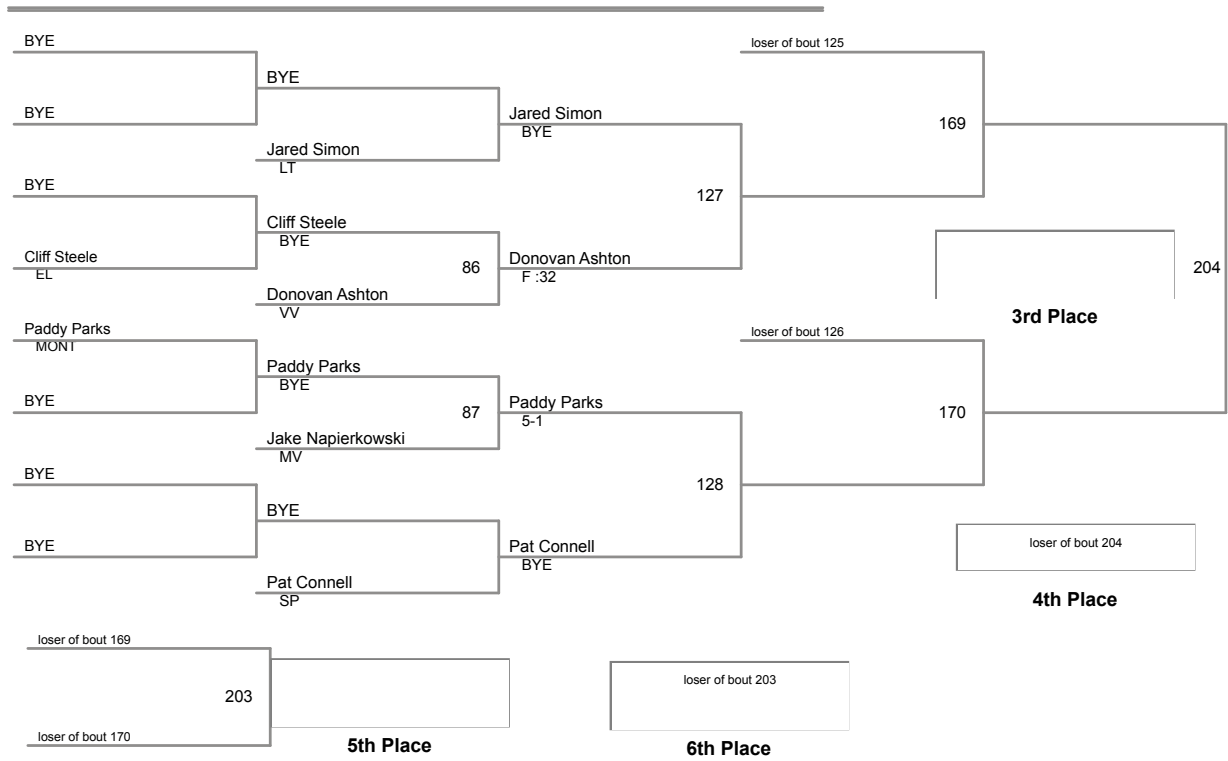 BYE
loser of bout 125
BYE
BYE
Jared Simon
BYE
169
Jared Simon
LT
BYE
127
Cliff Steele
BYE
Cliff Steele
EL
86
Donovan Ashton
F :32
204
Donovan Ashton
VV
3rd Place
Paddy Parks
MONT
loser of bout 126
Paddy Parks
BYE
BYE
87
Paddy Parks
5-1
170
Jake Napierkowski
MV
BYE
128
BYE
BYE
Pat Connell
BYE
loser of bout 204
Pat Connell
SP
4th Place
loser of bout 169
loser of bout 203
203
loser of bout 170
5th Place
6th Place